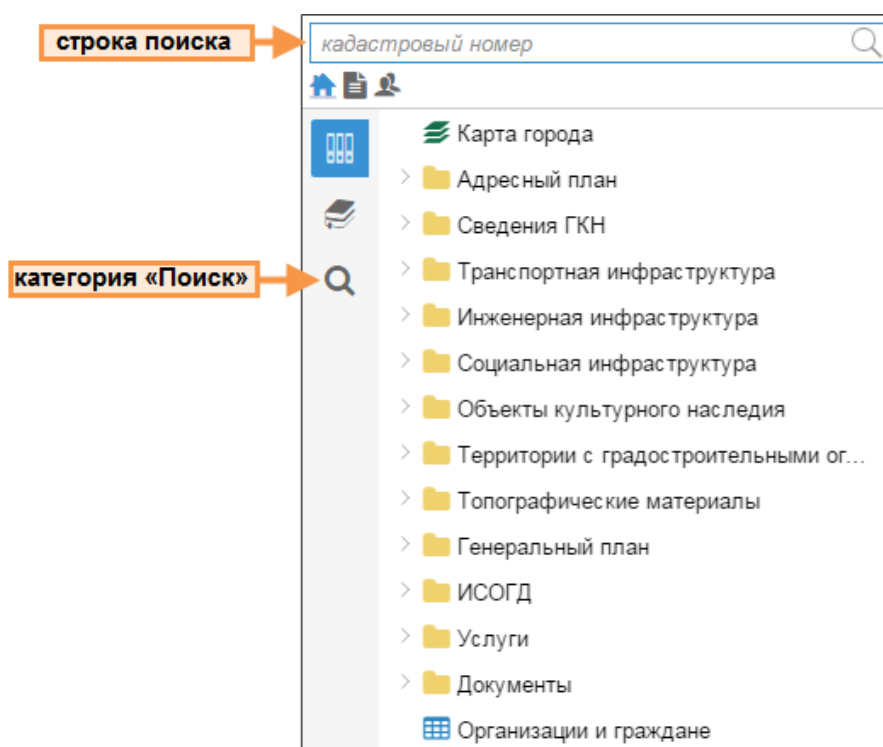 строка поиска
кадастровый номер
Карта города
Адресный план
Сведения ГКН
Транспортная инфраструктура
категория «Поиск»
Инженерная инфраструктура
Социальная инфраструктура
Объекты культурного наследия
Территории с градостроительными ог...
Топографические материалы
Генеральный план
ИСОГД
Услуги
Документы
Организации и граждане